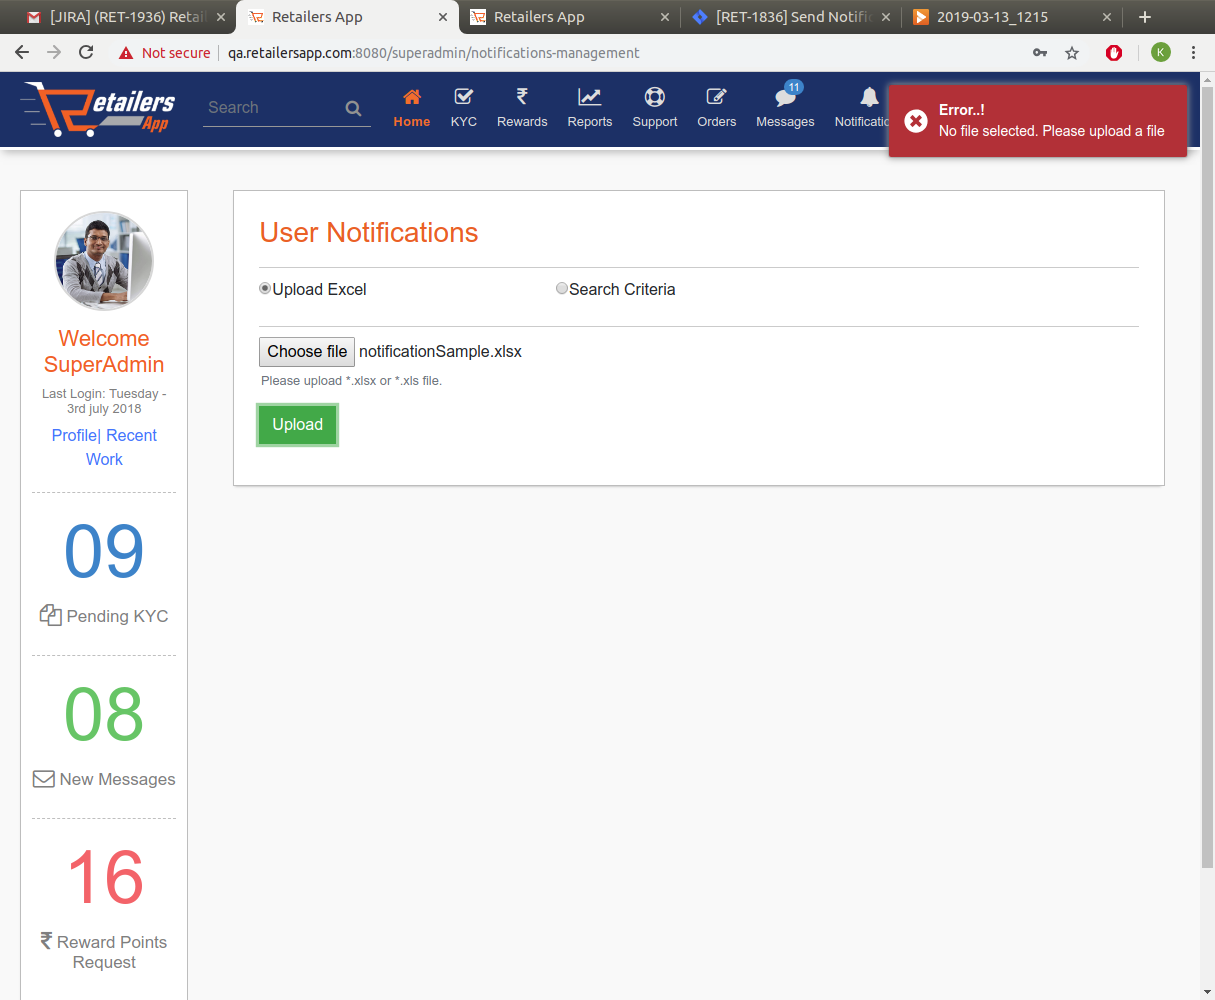 [JIRA] (RET-1936) Retail
Retailers App
Retailers App
[RET-1836] Send Notific
2019-03-13_1215
Not secure
qa.retailersapp.com:8080/superadmin/notifications-management
K
etailers
App
Search
Home
KYC
Rewards
Reports
Support
Orders
11
Messages
Notificatio
Error..!
No file selected. Please upload a file
Welcome
SuperAdmin
Last Login: Tuesday -
3rd july 2018
Profile| Recent
Work
09
Pending KYC
08
New Messages
16
₹ Reward Points
Request
User Notifications
Upload Excel
Search Criteria
Choose file notificationSample.xlsx
Please upload *.xlsx or *.xls file.
Upload